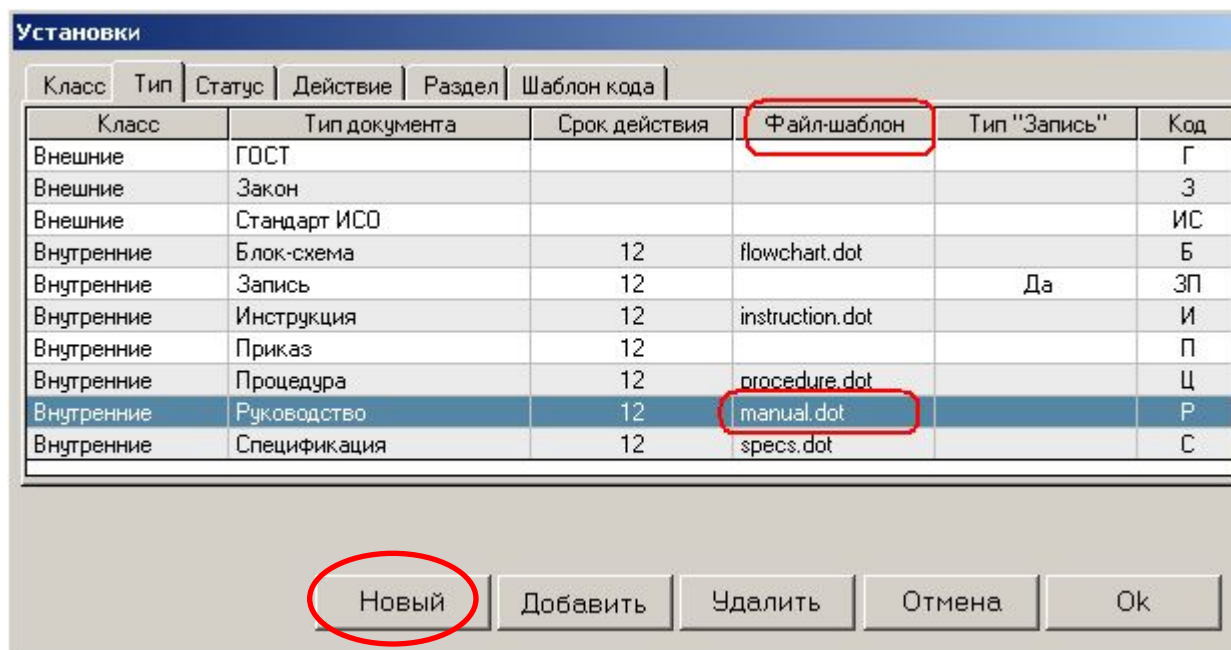 Установки
Класс Тип Статус Действие Раздел Шаблон кода
Класс Тип документа Срок действия Файл-шаблон Тип "Запись" Код
Внешние ГОСТ Г
Внешние Закон З
Внешние Стандарт ИСО ИС
Внутренние Блок-схема 12 flowchart.dot Б
Внутренние Запись 12 Да ЗП
Внутренние Инструкция 12 instruction.dot И
Внутренние Приказ 12 П
Внутренние Процедура 12 procedure.dot Ц
Внутренние Руководство 12 manual.dot Р
Внутренние Спецификация 12 specs.dot С
Новый Добавить Удалить Отмена Ok